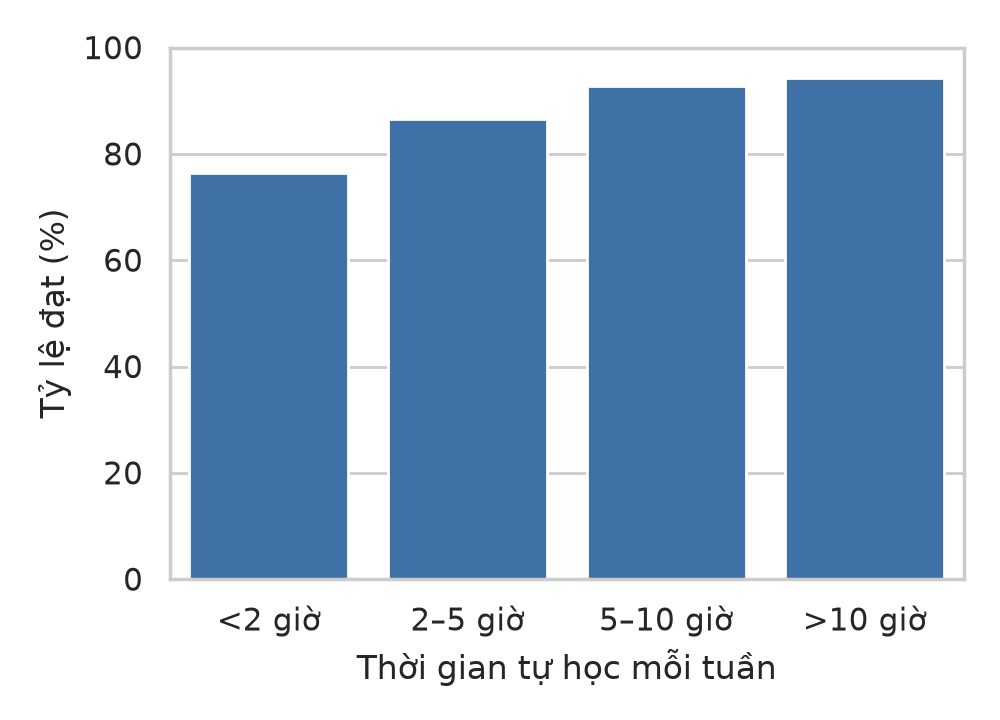 Tỷ lệ đạt (%)
100
80
60
40
20
0
<2 giờ
2–5 giờ
5–10 giờ
>10 giờ
Thời gian tự học mỗi tuần